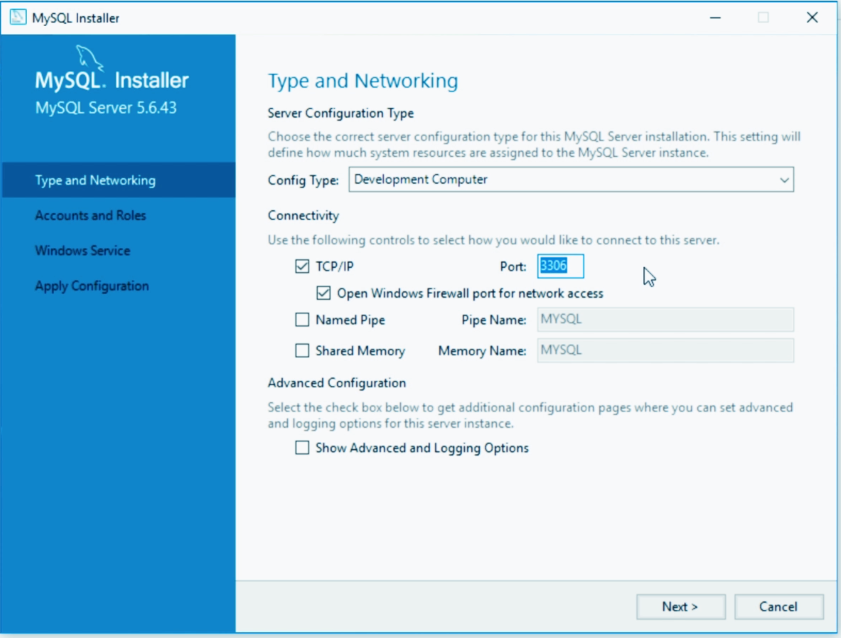 MySQL Installer
MySQL. Installer
MySQL Server 5.6.43
Type and Networking
Accounts and Roles
Windows Service
Apply Configuration
Type and Networking
Server Configuration Type
Choose the correct server configuration type for this MySQL Server installation. This setting will
define how much system resources are assigned to the MySQL Server instance.
Config Type: Development Computer
Connectivity
Use the following controls to select how you would like to connect to this server.
TCP/IP Port: 3306
Open Windows Firewall port for network access
Named Pipe Pipe Name: MYSQL
Shared Memory Memory Name: MYSQL
Advanced Configuration
Select the check box below to get additional configuration pages where you can set advanced
and logging options for this server instance.
Show Advanced and Logging Options
Next > Cancel